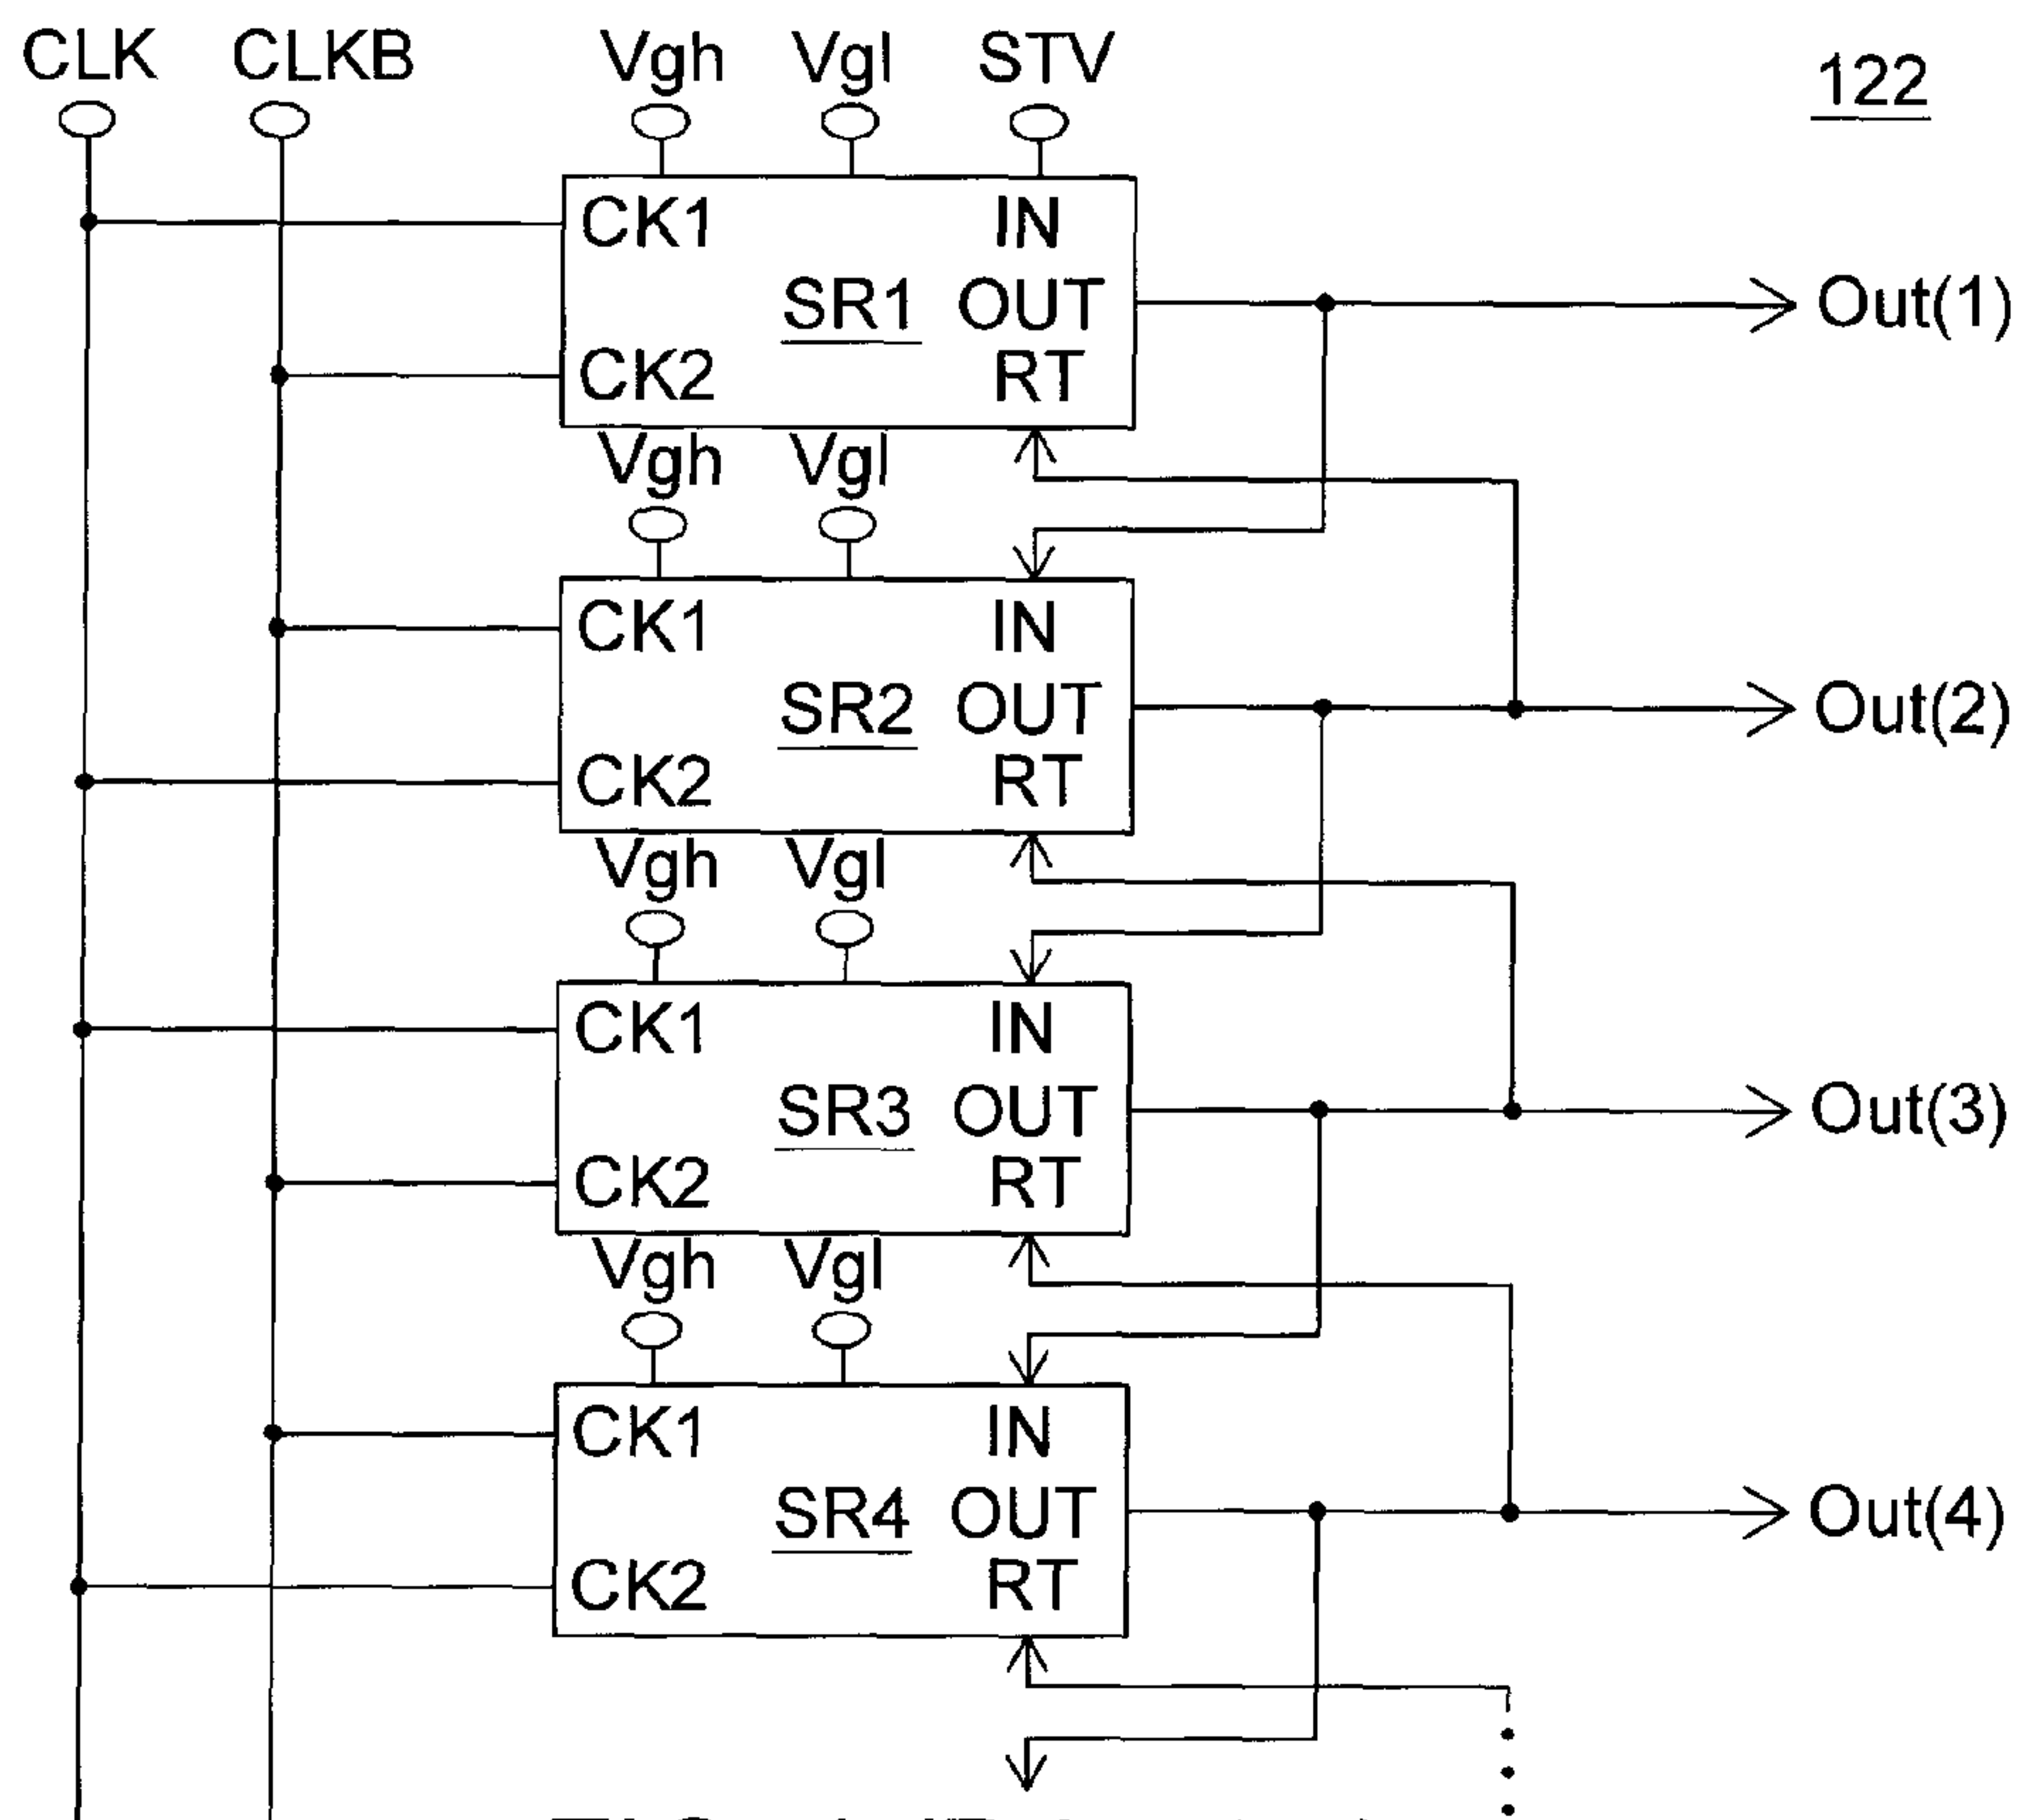 CLK CLKB Vgh Vgl STV 122
CK1 IN
SR1 OUT Out(1)
CK2 RT
Vgh Vgl
CK1 IN
SR2 OUT Out(2)
CK2 RT
Vgh Vgl
CK1 IN
SR3 OUT Out(3)
CK2 RT
Vgh Vgl
CK1 IN
SR4 OUT Out(4)
CK2 RT